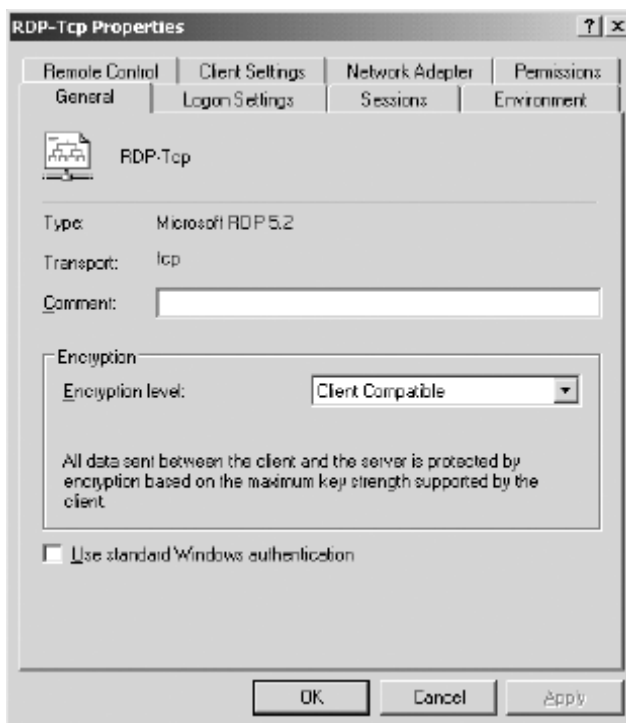 RDP-Tcp Properties
Remote Control Client Settings Network Adapter Permissions
General Logon Settings Sessions Environment
RDP-Tcp
Type: Microsoft RDP 5.2
Transport: tcp
Comment:
Encryption
Encryption level: Client Compatible
All data sent between the client and the server is protected by
encryption based on the maximum key strength supported by the
client.
Use standard Windows authentication
OK Cancel Apply